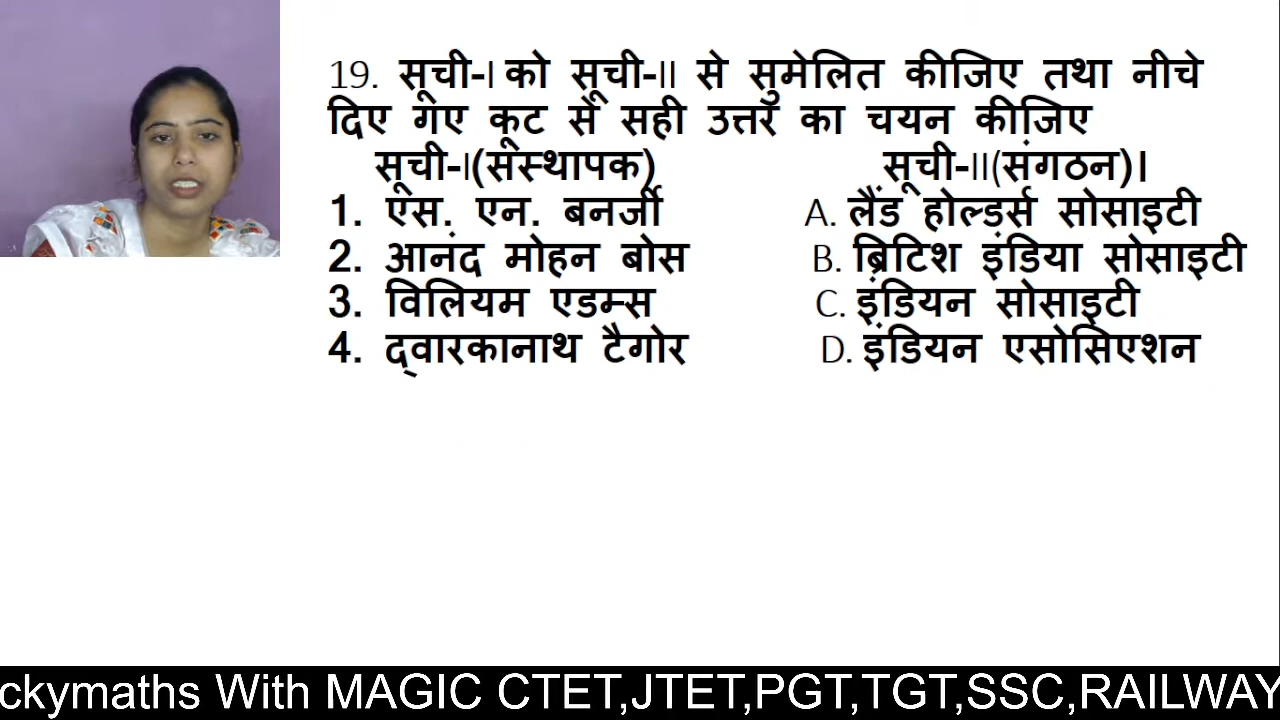 19. सूची-I को सूची-II से सुमेलित कीजिए तथा नीचे
दिए गए कूट से सही उत्तर का चयन कीजिए
सूची-I(संस्थापक) सूची-II(संगठन)।
1. एस. एन. बनर्जी A. लैंड होल्डर्स सोसाइटी
2. आनंद मोहन बोस B. ब्रिटिश इंडिया सोसाइटी
3. विलियम एडम्स C. इंडियन सोसाइटी
4. द्वारकानाथ टैगोर D. इंडियन एसोसिएशन
ckymaths With MAGIC CTET,JTET,PGT,TGT,SSC,RAILWAY